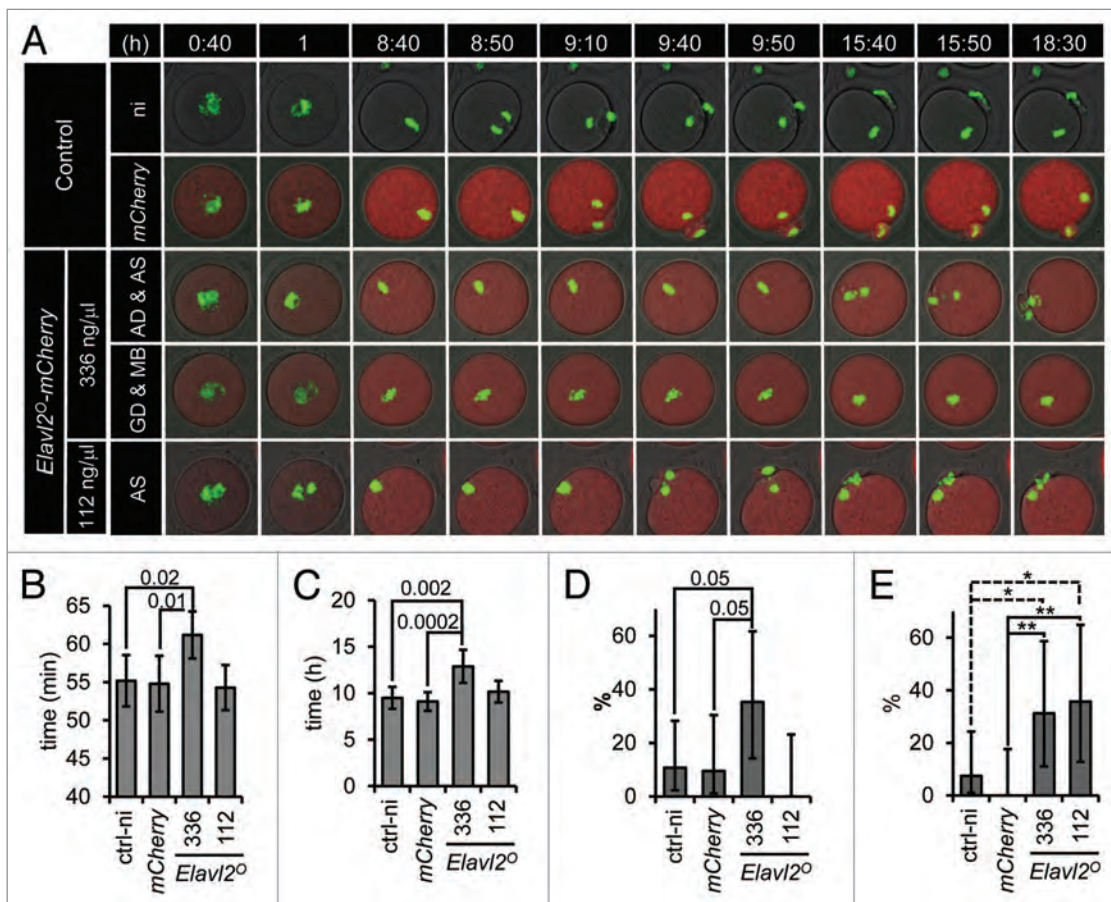 A
(h) 0:40 1 8:40 8:50 9:10 9:40 9:50 15:40 15:50 18:30
Control
ni
mCherry
Elavl2ᴼ-mCherry
336 ng/µl
AD & AS
GD & MB
112 ng/µl
AS
B
0.02
0.01
65
60
55
50
45
40
time (min)
ctrl-ni
mCherry
336
112
Elavl2ᴼ
C
0.002
0.0002
20
15
10
5
0
time (h)
ctrl-ni
mCherry
336
112
Elavl2ᴼ
D
0.05
0.05
60
40
20
0
%
ctrl-ni
mCherry
336
112
Elavl2ᴼ
E
*
*
**
**
60
40
20
0
%
ctrl-ni
mCherry
336
112
Elavl2ᴼ